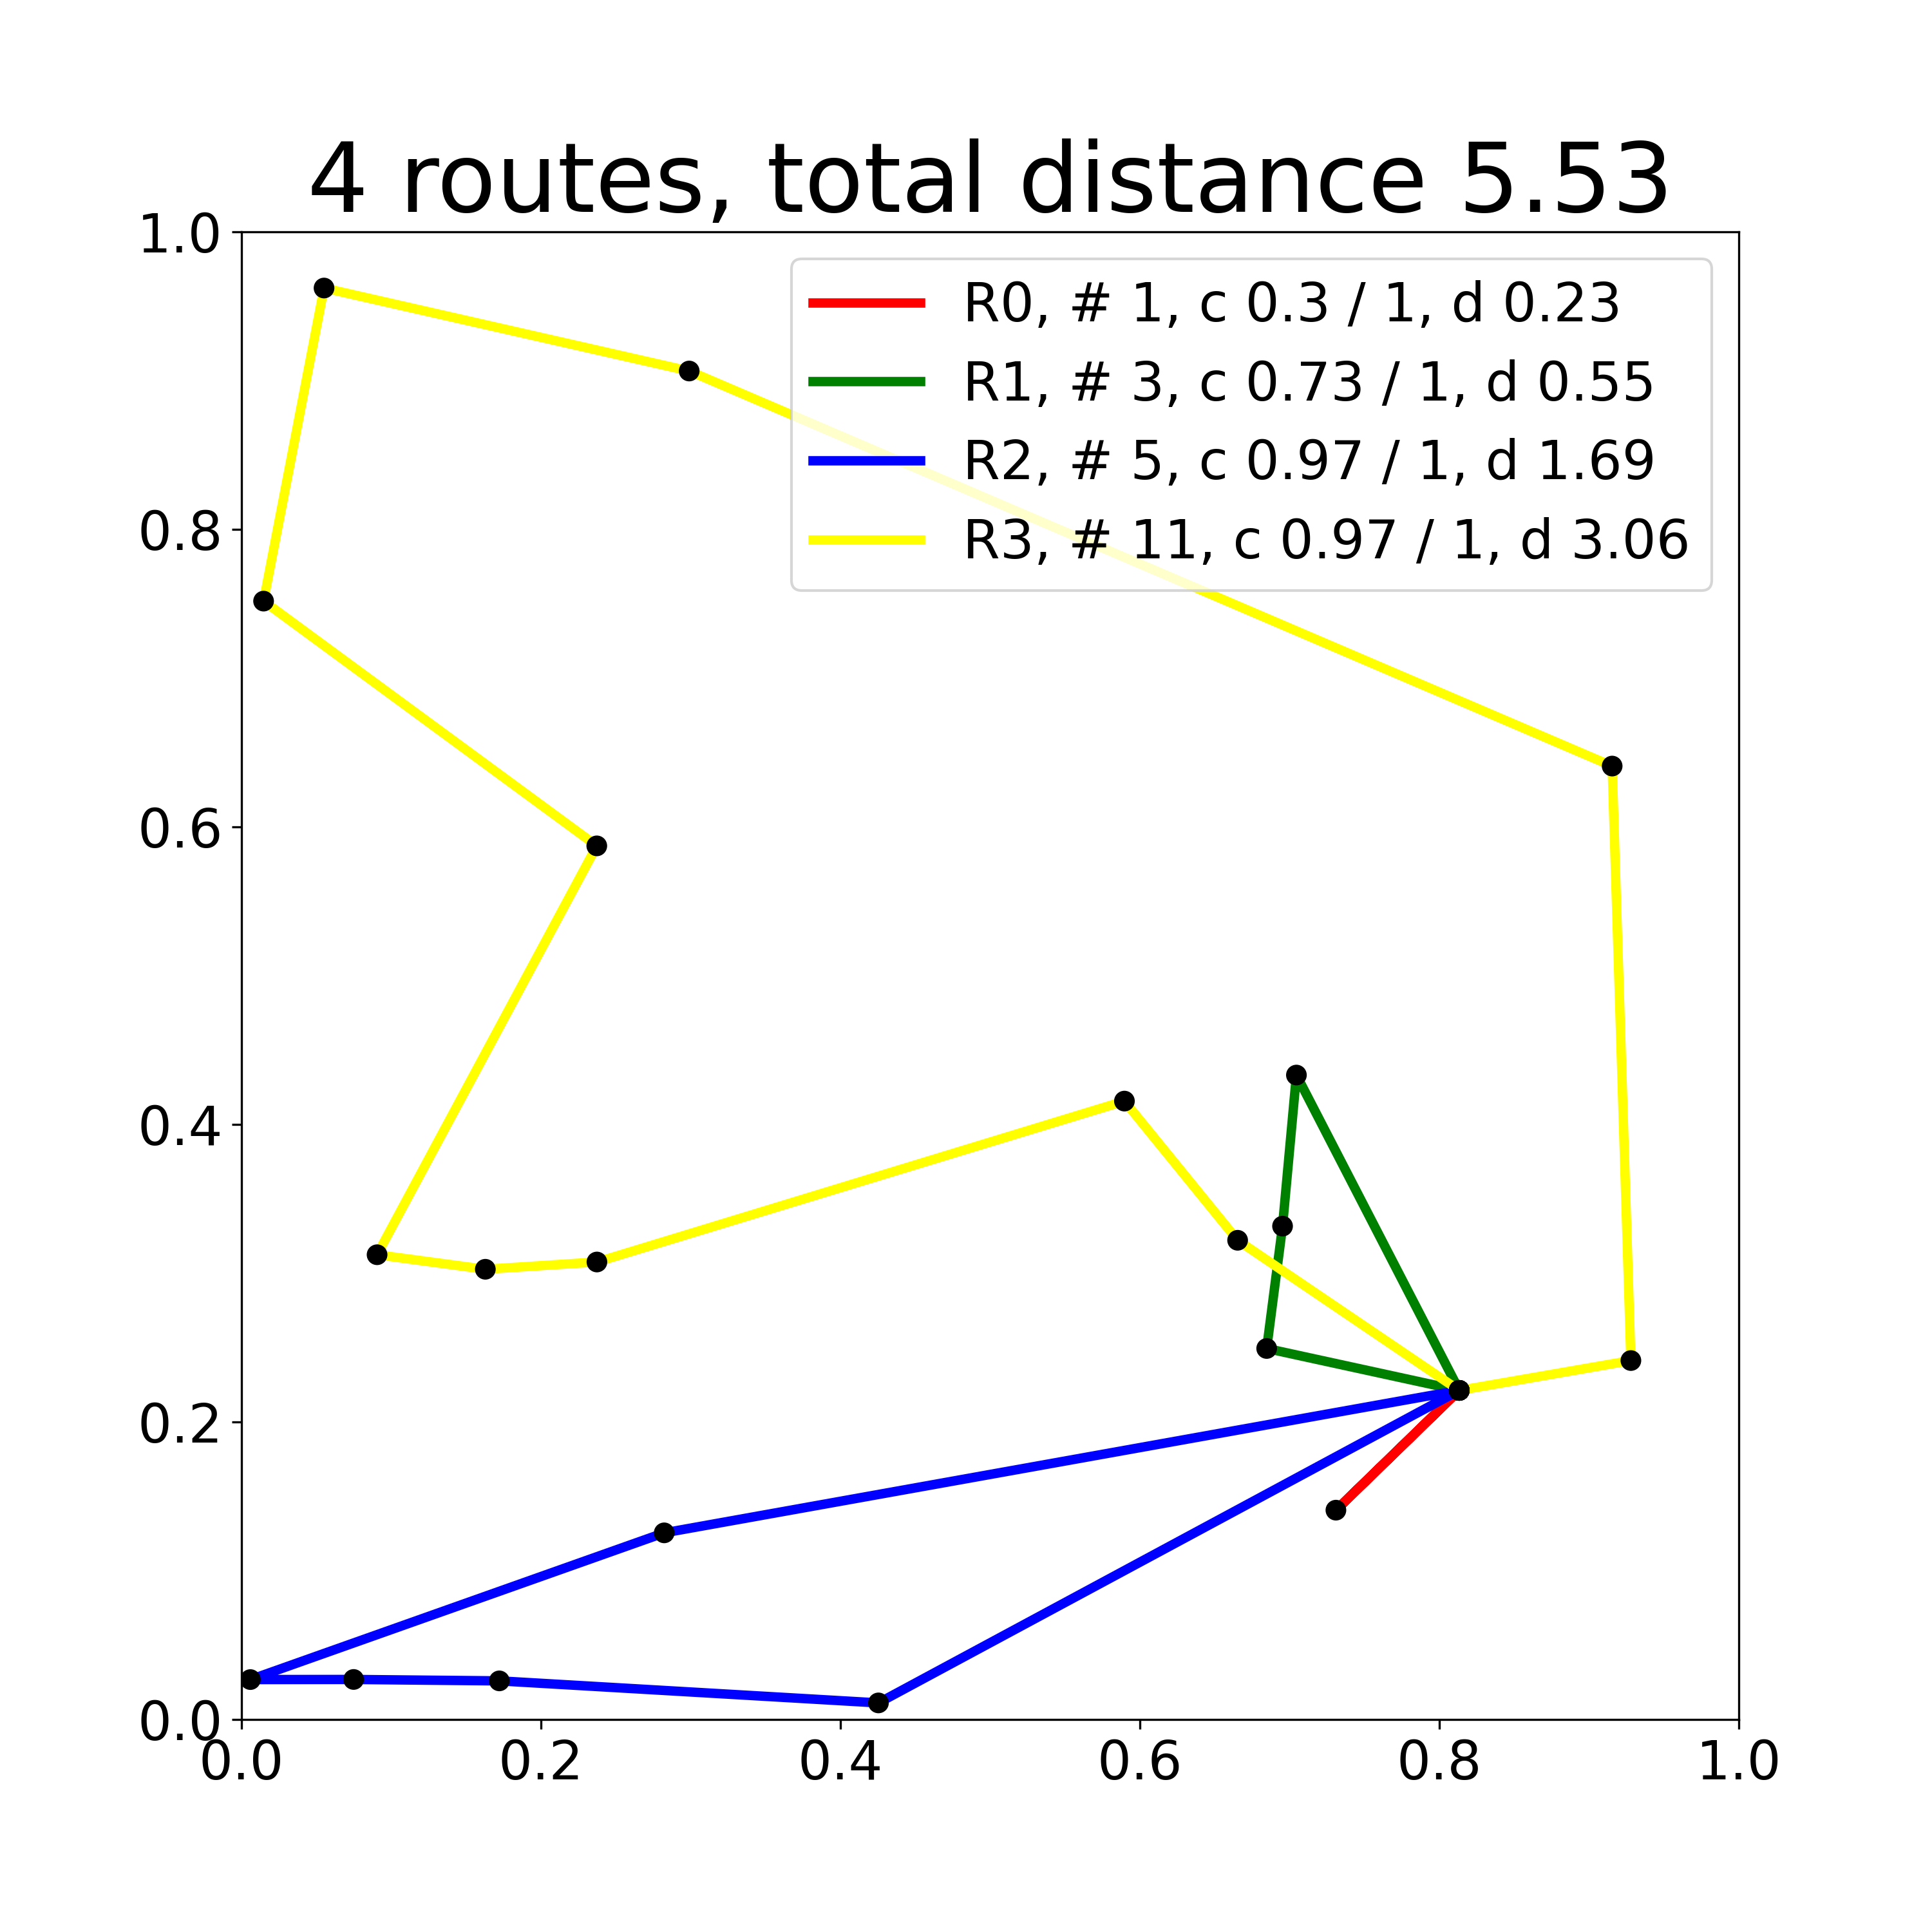 4 routes, total distance 5.53
R0, # 1, c 0.3 / 1, d 0.23
R1, # 3, c 0.73 / 1, d 0.55
R2, # 5, c 0.97 / 1, d 1.69
R3, # 11, c 0.97 / 1, d 3.06
1.0
0.8
0.6
0.4
0.2
0.0
0.0 0.2 0.4 0.6 0.8 1.0